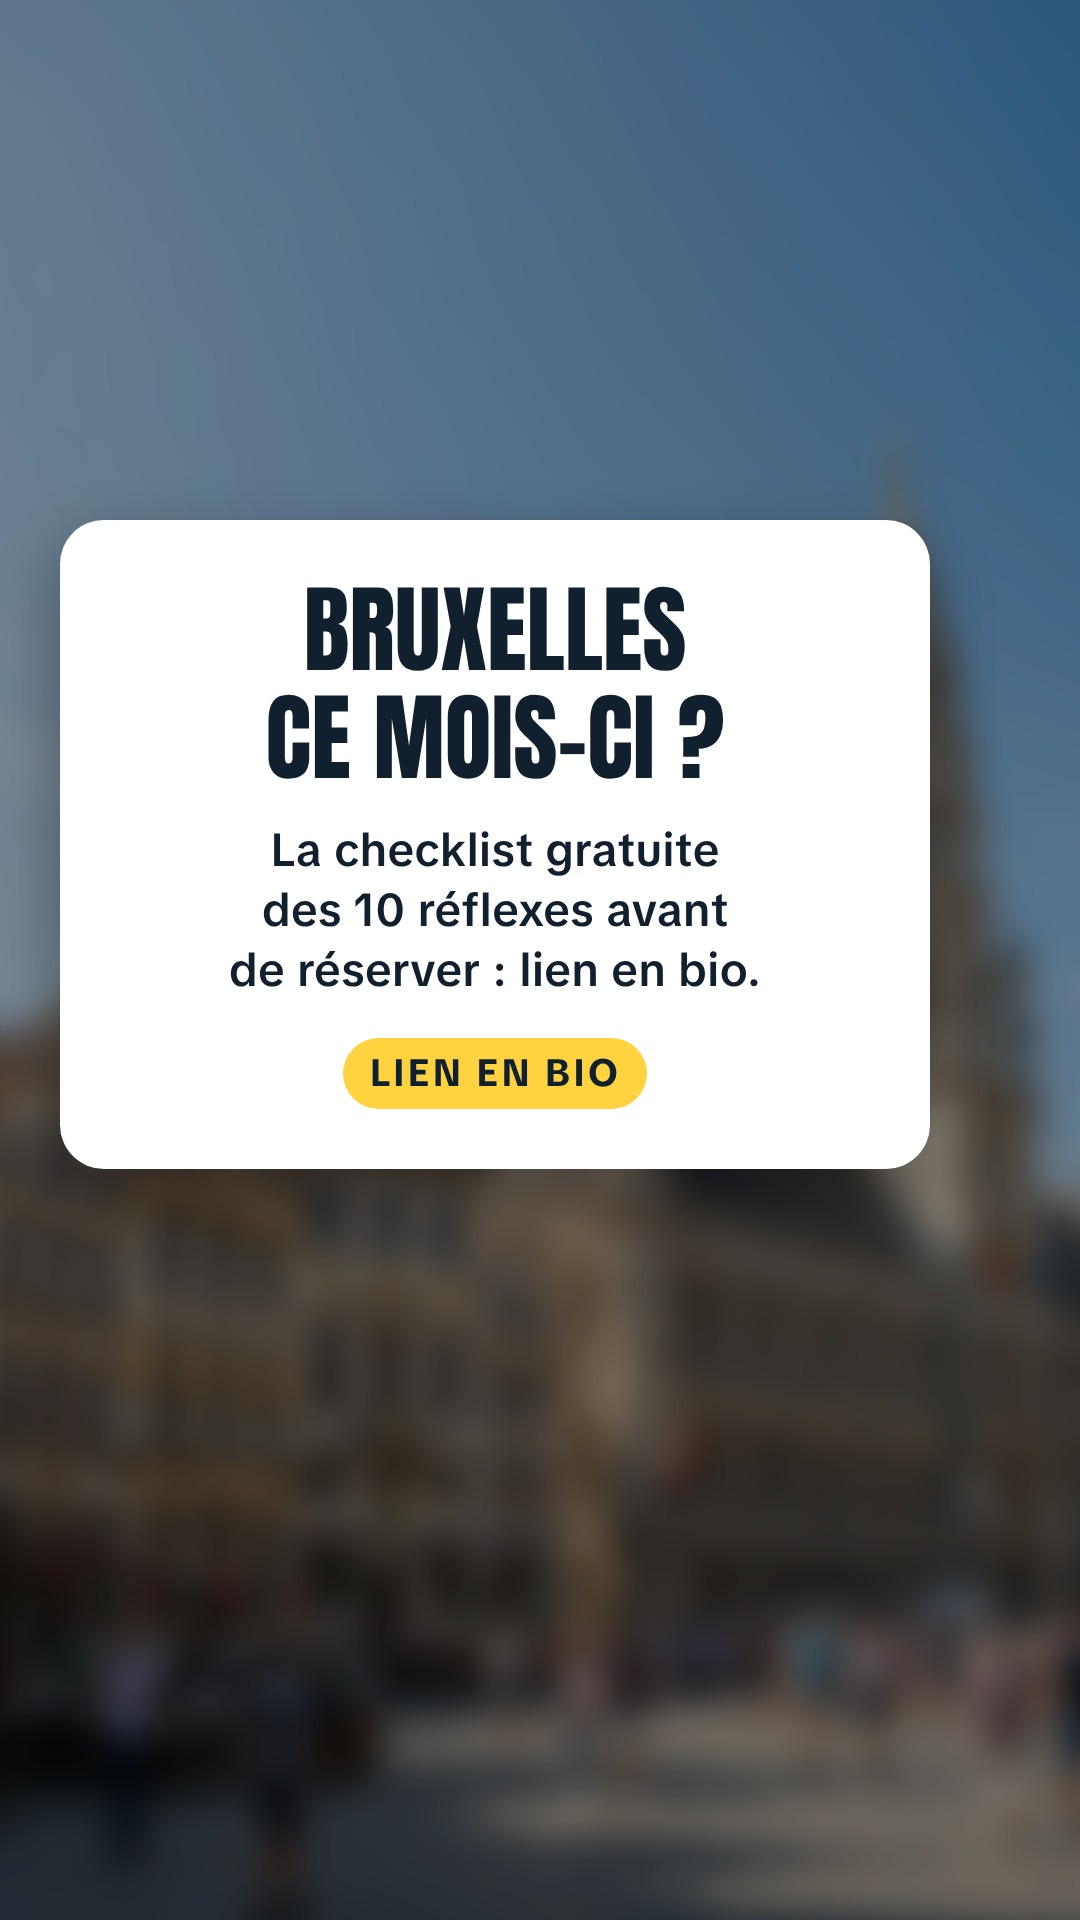 BRUXELLES
CE MOIS-CI ?
La checklist gratuite
des 10 réflexes avant
de réserver : lien en bio.
LIEN EN BIO